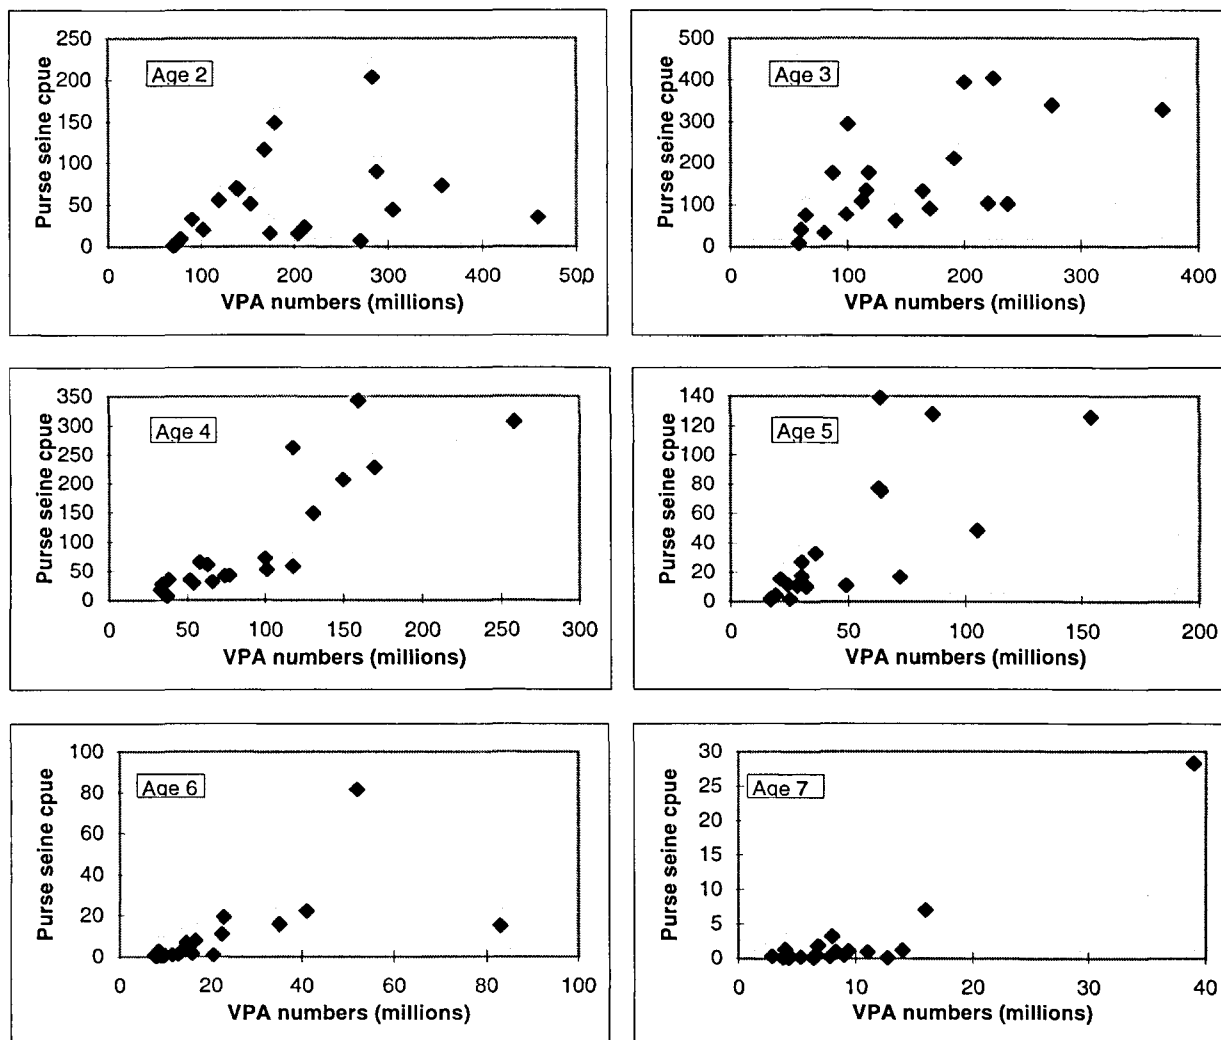 Age 2
Purse seine cpue
250
200
150
100
50
0
0 100 200 300 400 500
VPA numbers (millions)
Age 3
Purse seine cpue
500
400
300
200
100
0
0 100 200 300 400
VPA numbers (millions)
Age 4
Purse seine cpue
350
300
250
200
150
100
50
0
0 50 100 150 200 250 300
VPA numbers (millions)
Age 5
Purse seine cpue
140
120
100
80
60
40
20
0
0 50 100 150 200
VPA numbers (millions)
Age 6
Purse seine cpue
100
80
60
40
20
0
0 20 40 60 80 100
VPA numbers (millions)
Age 7
Purse seine cpue
30
25
20
15
10
5
0
0 10 20 30 40
VPA numbers (millions)